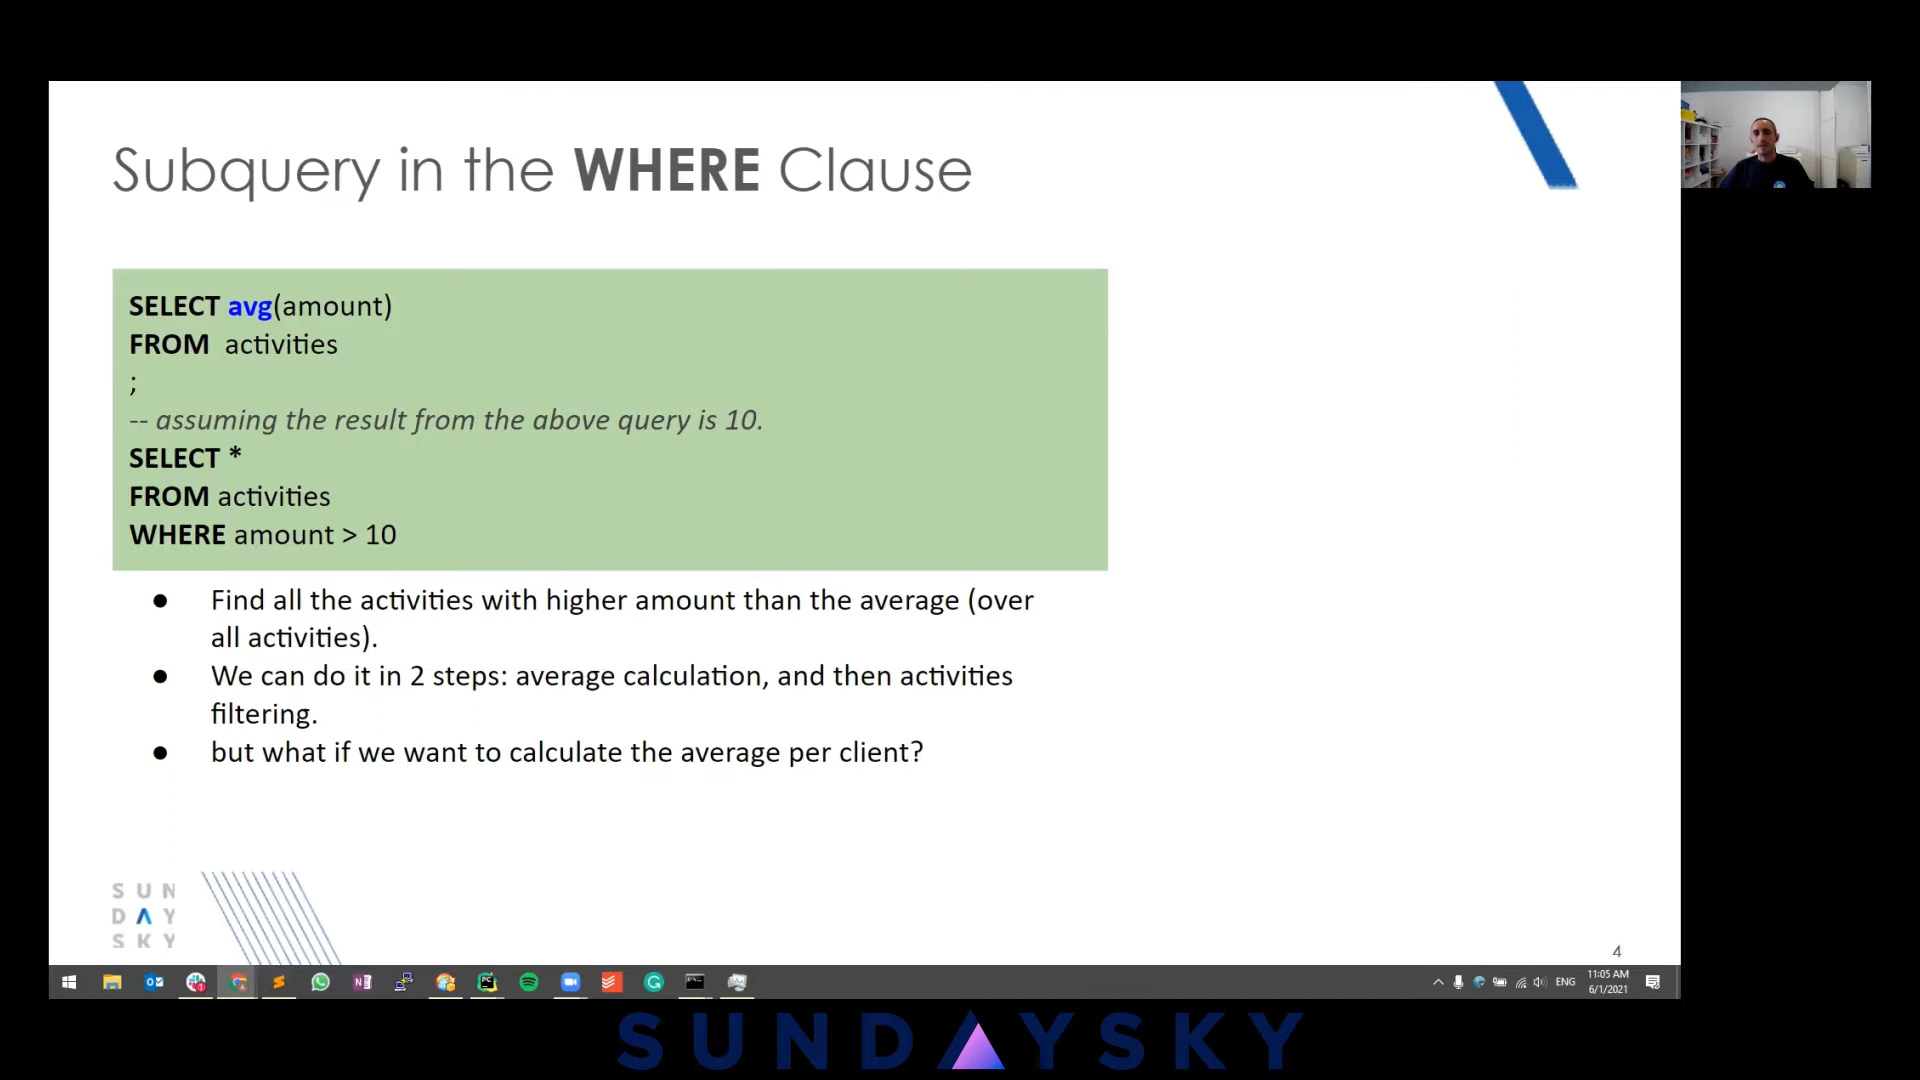 Subquery in the WHERE Clause
SELECT avg(amount)
FROM activities
;
-- assuming the result from the above query is 10.
SELECT *
FROM activities
WHERE amount > 10
● Find all the activities with higher amount than the average (over
all activities).
● We can do it in 2 steps: average calculation, and then activities
filtering.
● but what if we want to calculate the average per client?
SUN
DAY
SKY
4
ENG
11:05 AM
6/1/2021
SUNDAYSKY